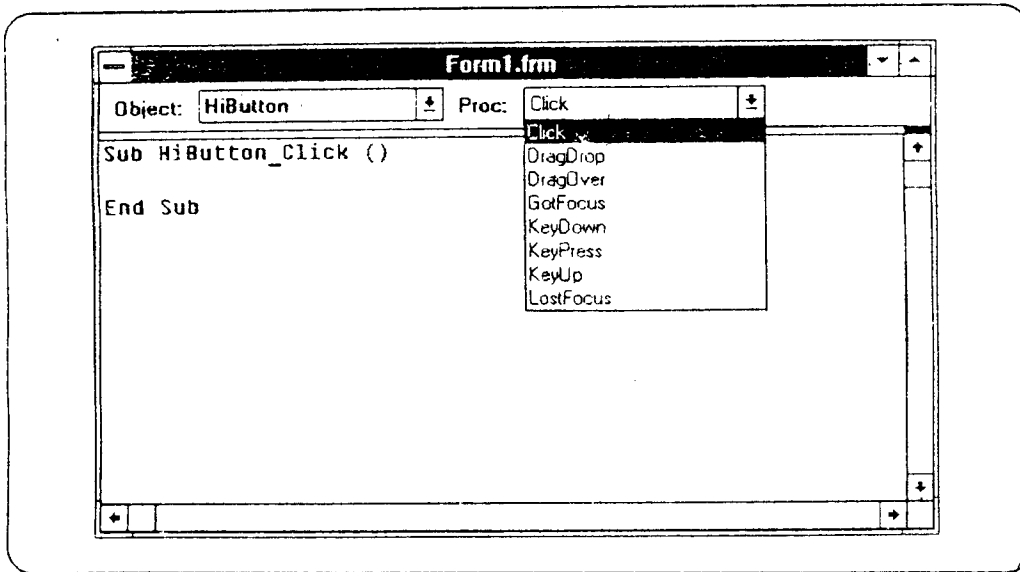 Form1.frm
Object: HiButton Proc: Click
Click
Sub HiButton_Click ()
DragDrop
DragOver
End Sub
GotFocus
KeyDown
KeyPress
KeyUp
LostFocus